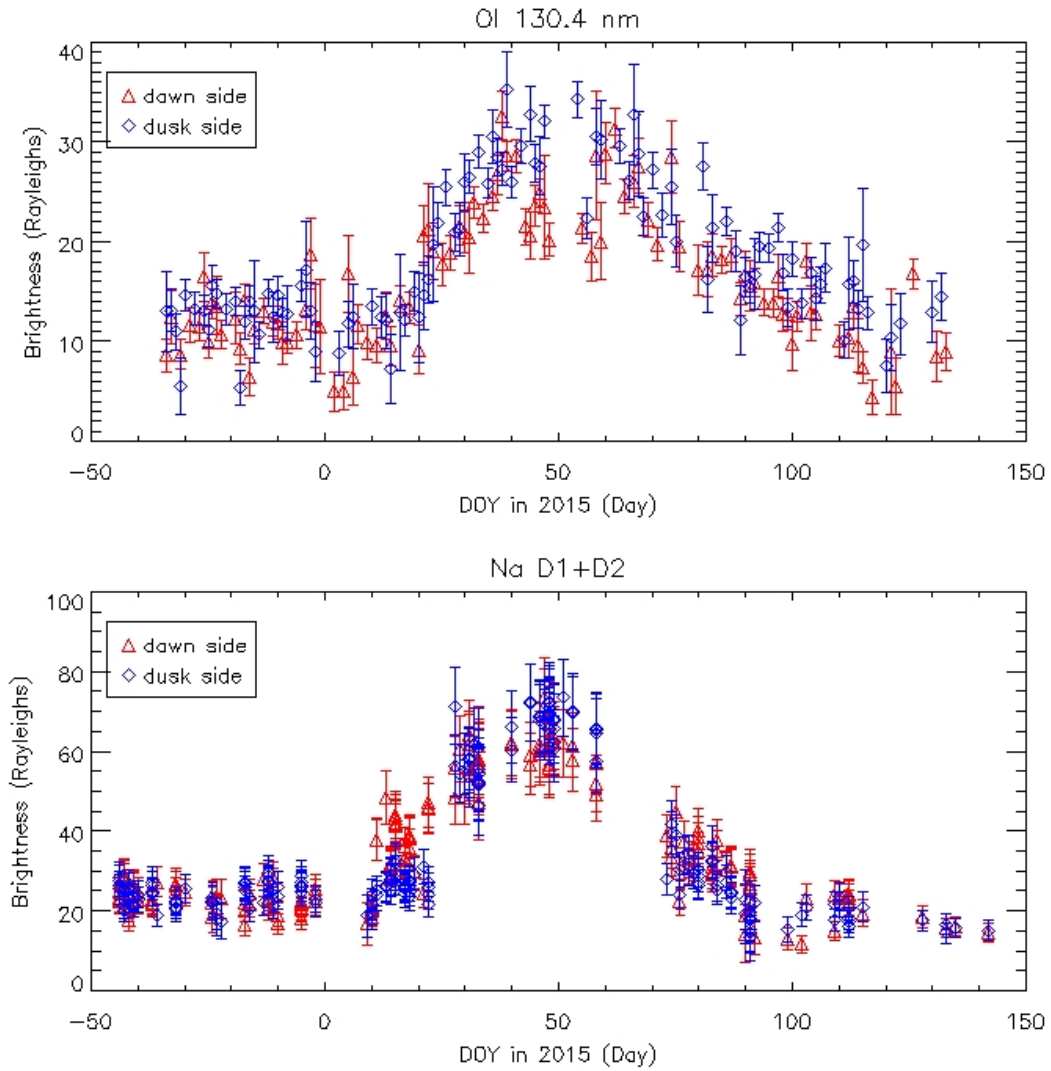 OI 130.4 nm
40
30
20
10
0
Brightness (Rayleighs)
dawn side
dusk side
−50 0 50 100 150
DOY in 2015 (Day)
Na D1+D2
100
80
60
40
20
0
Brightness (Rayleighs)
dawn side
dusk side
−50 0 50 100 150
DOY in 2015 (Day)